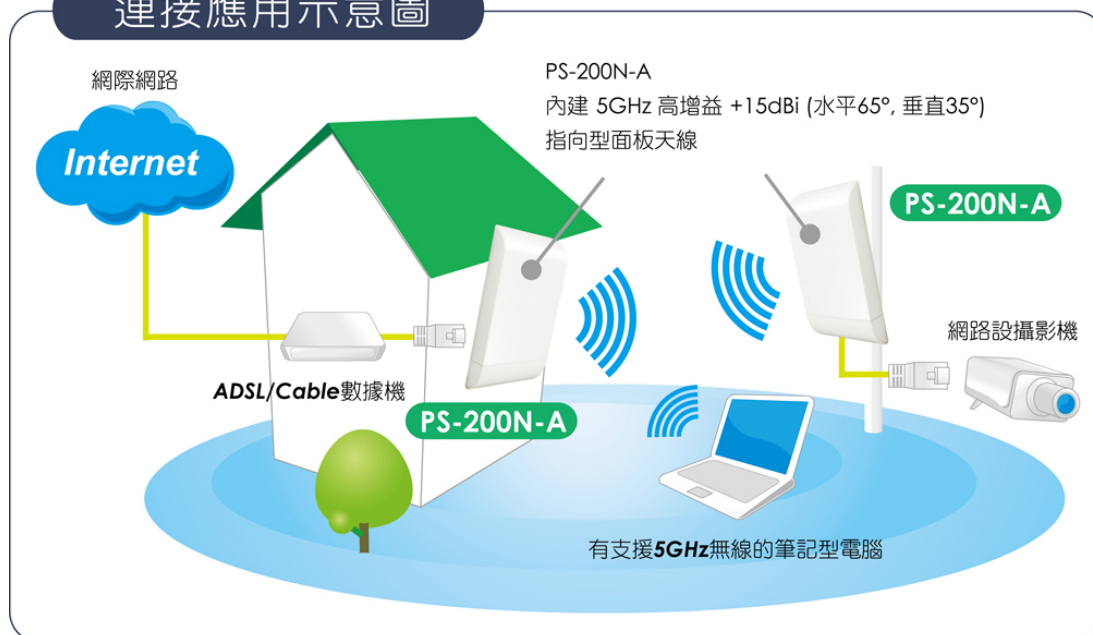 連接應用示意圖
網際網路
Internet
PS-200N-A
內建 5GHz 高增益 +15dBi (水平65°, 垂直35°)
指向型面板天線
PS-200N-A
網路設攝影機
ADSL/Cable數據機
PS-200N-A
有支援5GHz無線的筆記型電腦